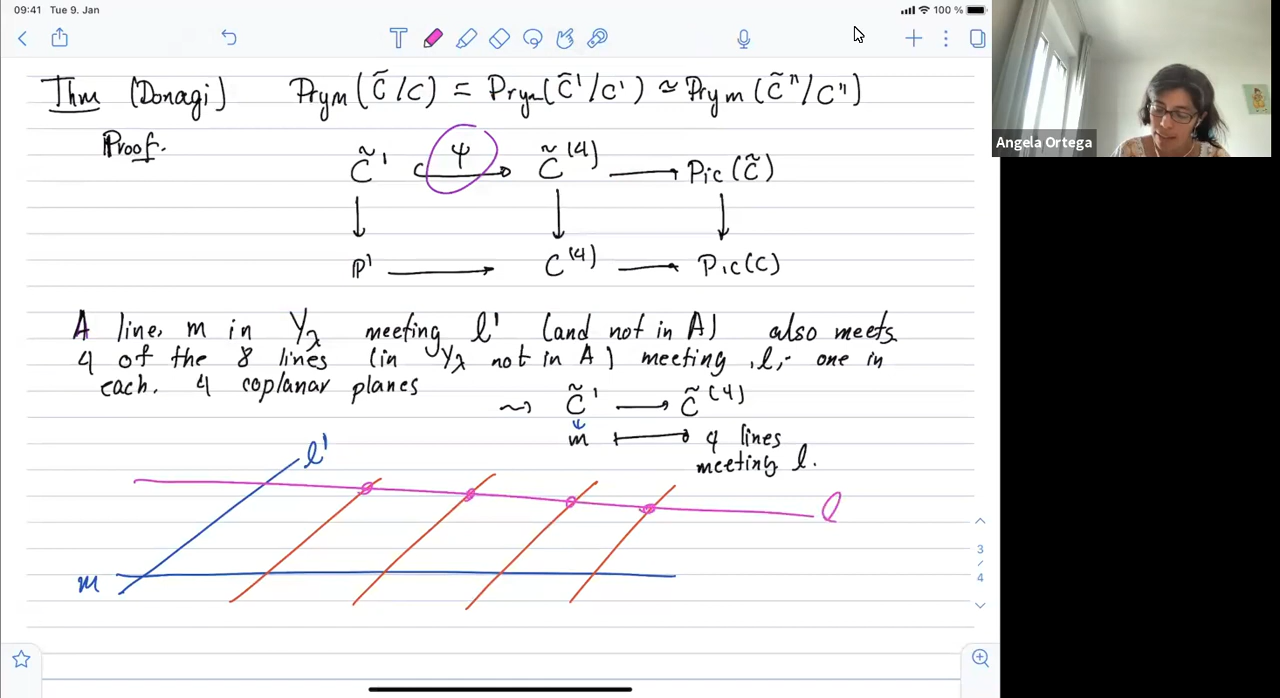 09:41 Tue 9. Jan
100 %
Thm (Donagi) Prym (C̃/C) = Prym (C̃'/C') ≃ Prym (C̃''/C'')
Proof.
C̃' ψ C̃^(4) → Pic (C̃)
P' → C^(4) → Pic(C)
A line m in Y_λ meeting l' (and not in A) also meets
4 of the 8 lines (in Y_λ not in A) meeting l, one in
each. 4 coplanar planes
⇝ C̃' → C̃^(4)
m ↦ 4 lines
meeting l.
l'
l
m
3
/
4
Angela Ortega